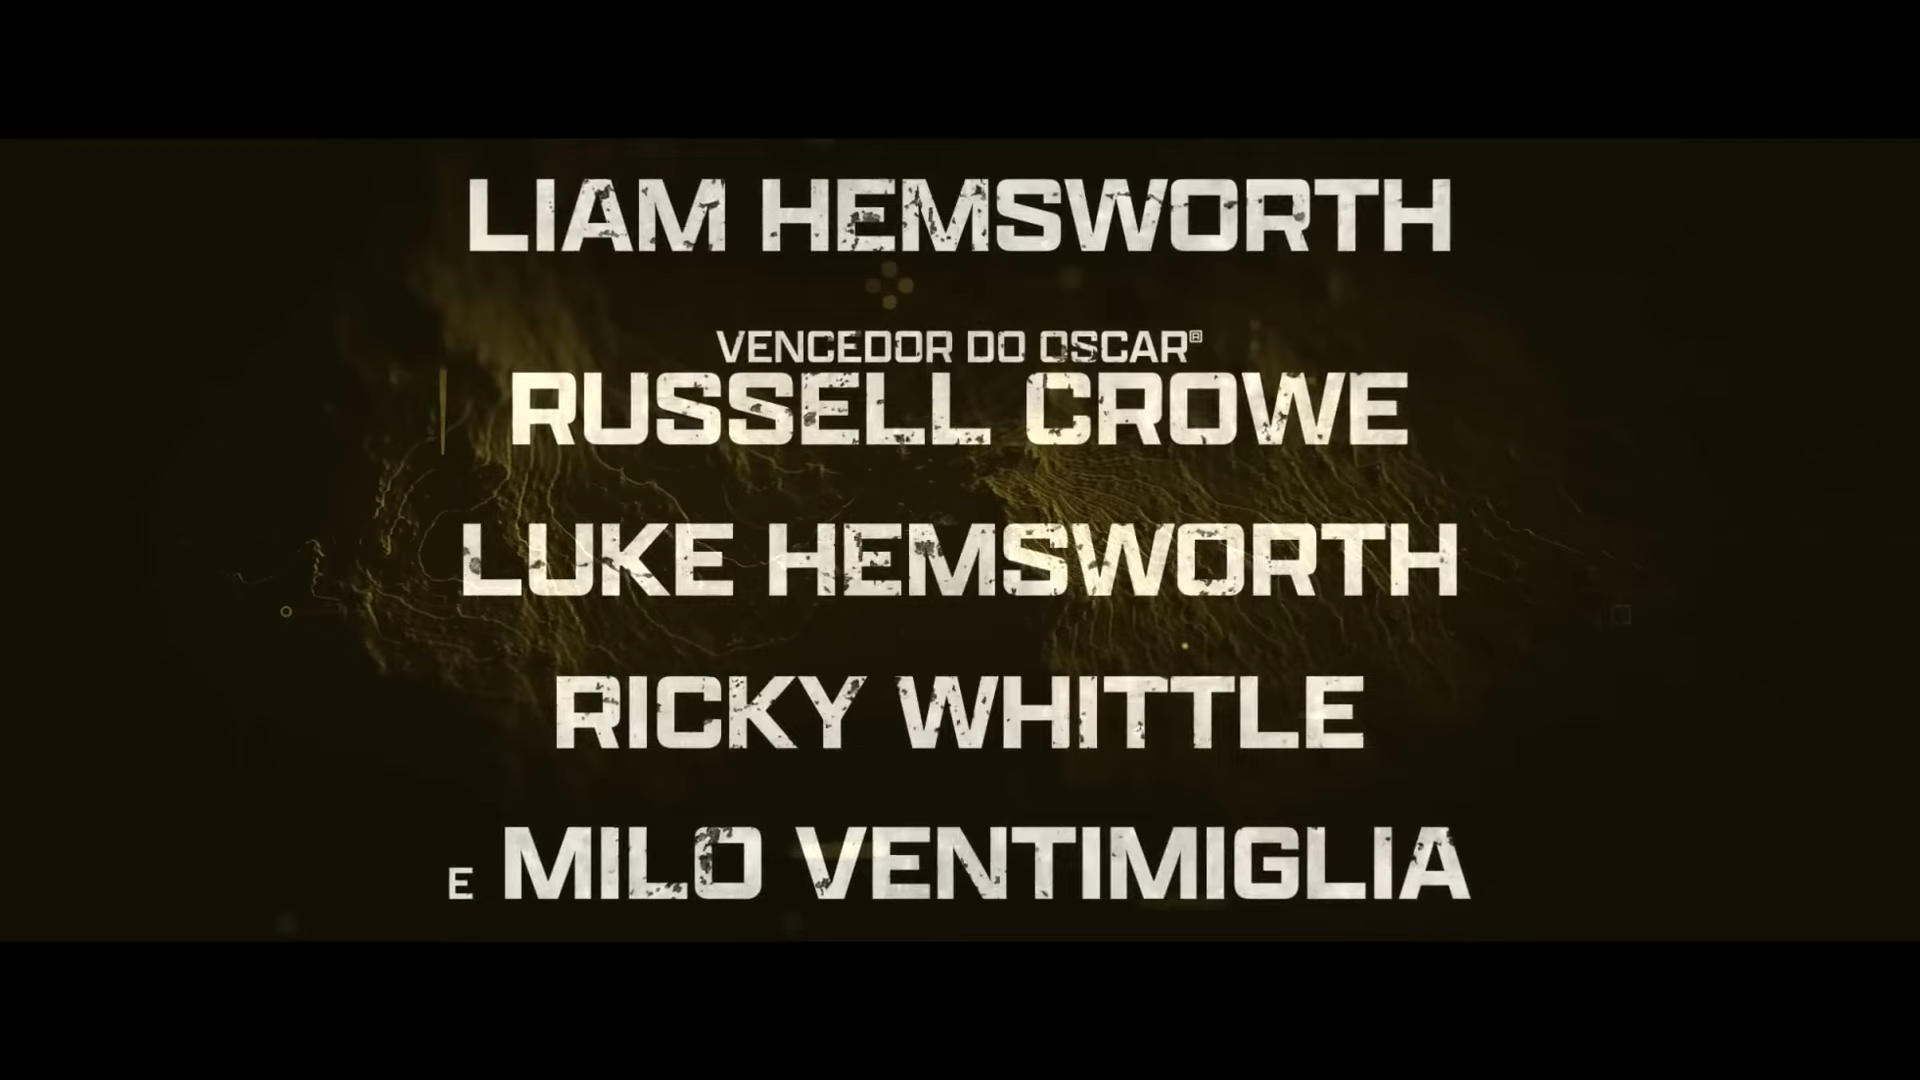 LIAM HEMSWORTH
VENCEDOR DO OSCAR®
RUSSELL CROWE
LUKE HEMSWORTH
RICKY WHITTLE
E MILO VENTIMIGLIA